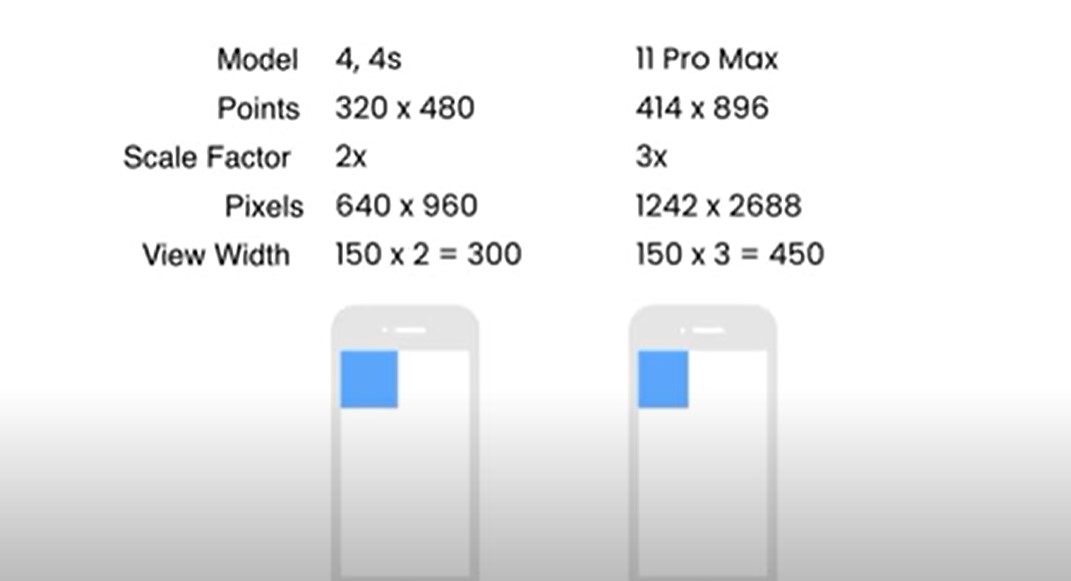 Model 4, 4s 11 Pro Max
Points 320 x 480 414 x 896
Scale Factor 2x 3x
Pixels 640 x 960 1242 x 2688
View Width 150 x 2 = 300 150 x 3 = 450